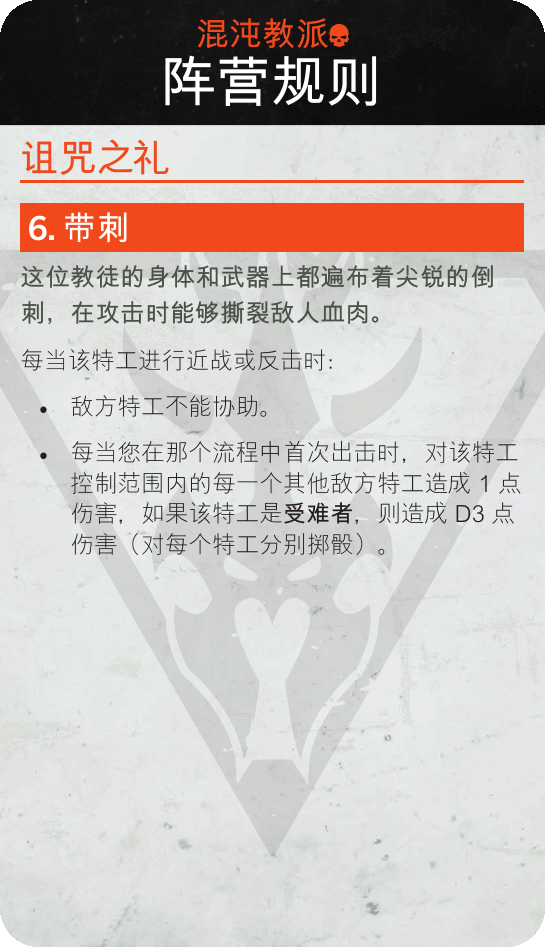 混沌教派
阵营规则
诅咒之礼
6. 带刺
这位教徒的身体和武器上都遍布着尖锐的倒
刺，在攻击时能够撕裂敌人血肉。
每当该特工进行近战或反击时:
• 敌方特工不能协助。
• 每当您在那个流程中首次出击时，对该特工
控制范围内的每一个其他敌方特工造成 1 点
伤害，如果该特工是受难者，则造成 D3 点
伤害（对每个特工分别掷骰）。